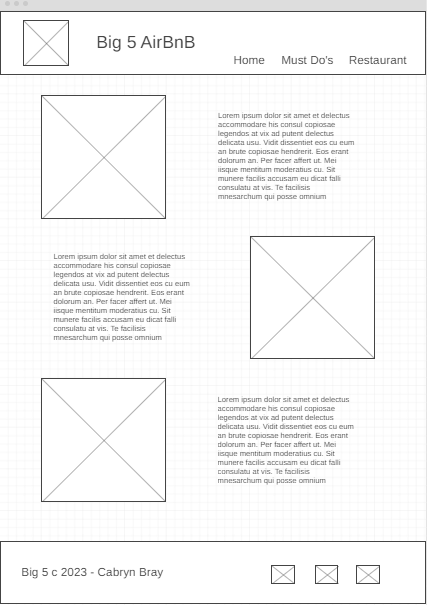 Big 5 AirBnB
Home Must Do's Restaurant
Lorem ipsum dolor sit amet et delectus
accommodare his consul copiosae
legendos at vix ad putent delectus
delicata usu. Vidit dissentiet eos cu eum
an brute copiosae hendrerit. Eos erant
dolorum an. Per facer affert ut. Mei
iisque mentitum moderatius cu. Sit
munere facilis accusam eu dicat falli
consulatu at vis. Te facilisis
mnesarchum qui posse omnium
Lorem ipsum dolor sit amet et delectus
accommodare his consul copiosae
legendos at vix ad putent delectus
delicata usu. Vidit dissentiet eos cu eum
an brute copiosae hendrerit. Eos erant
dolorum an. Per facer affert ut. Mei
iisque mentitum moderatius cu. Sit
munere facilis accusam eu dicat falli
consulatu at vis. Te facilisis
mnesarchum qui posse omnium
Lorem ipsum dolor sit amet et delectus
accommodare his consul copiosae
legendos at vix ad putent delectus
delicata usu. Vidit dissentiet eos cu eum
an brute copiosae hendrerit. Eos erant
dolorum an. Per facer affert ut. Mei
iisque mentitum moderatius cu. Sit
munere facilis accusam eu dicat falli
consulatu at vis. Te facilisis
mnesarchum qui posse omnium
Big 5 c 2023 - Cabryn Bray